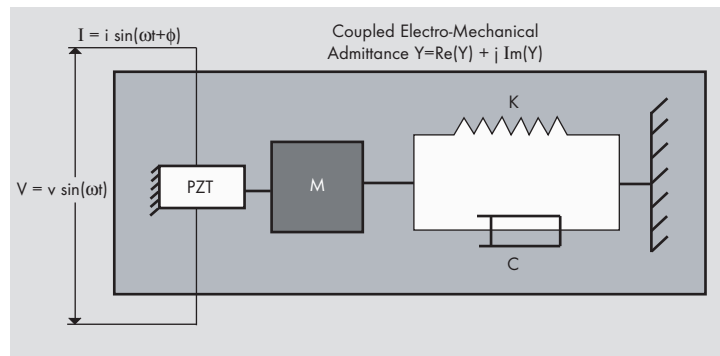 I = i sin(ωt+ϕ)
Coupled Electro-Mechanical
Admittance Y=Re(Y) + j Im(Y)
K
V = v sin(ωt)
PZT
M
C